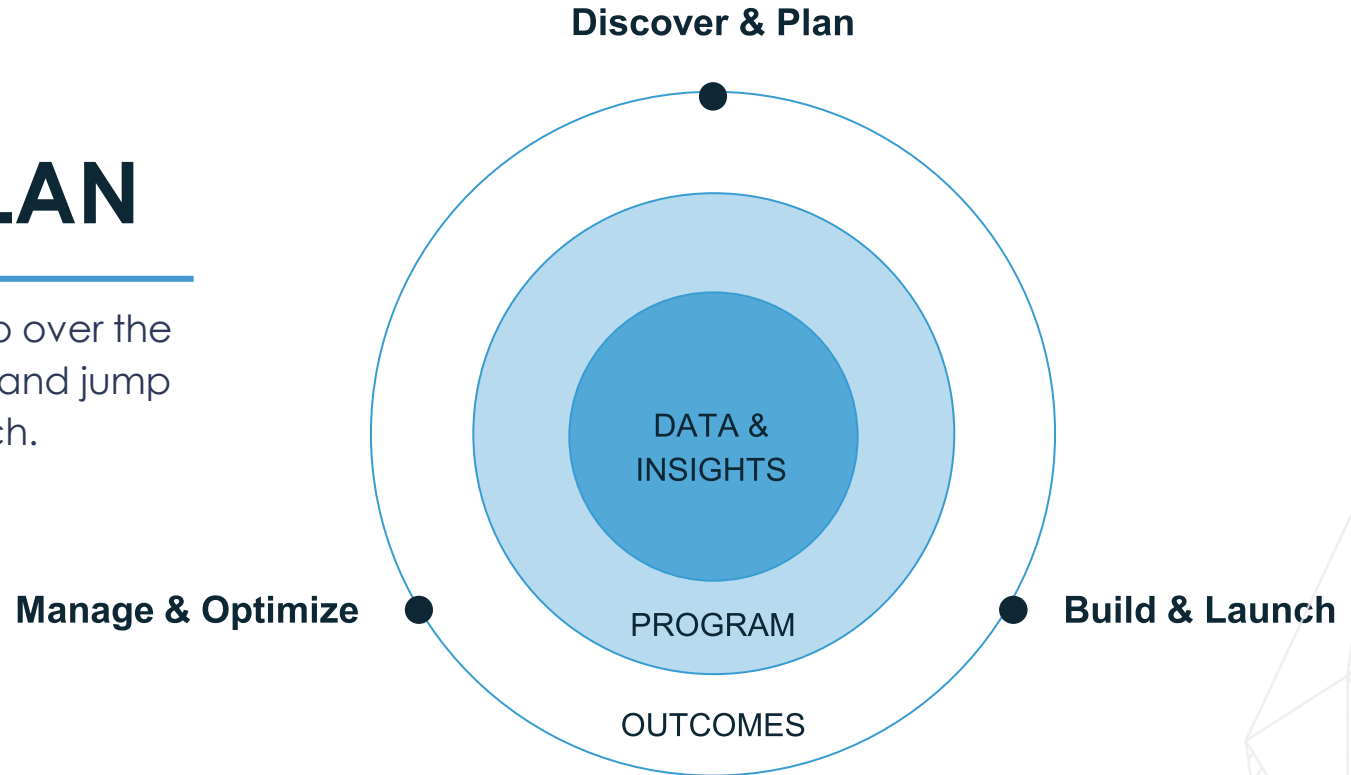 Discover & Plan
LAN
over the
and jump
ch.
DATA &
INSIGHTS
Manage & Optimize
PROGRAM
Build & Launch
OUTCOMES